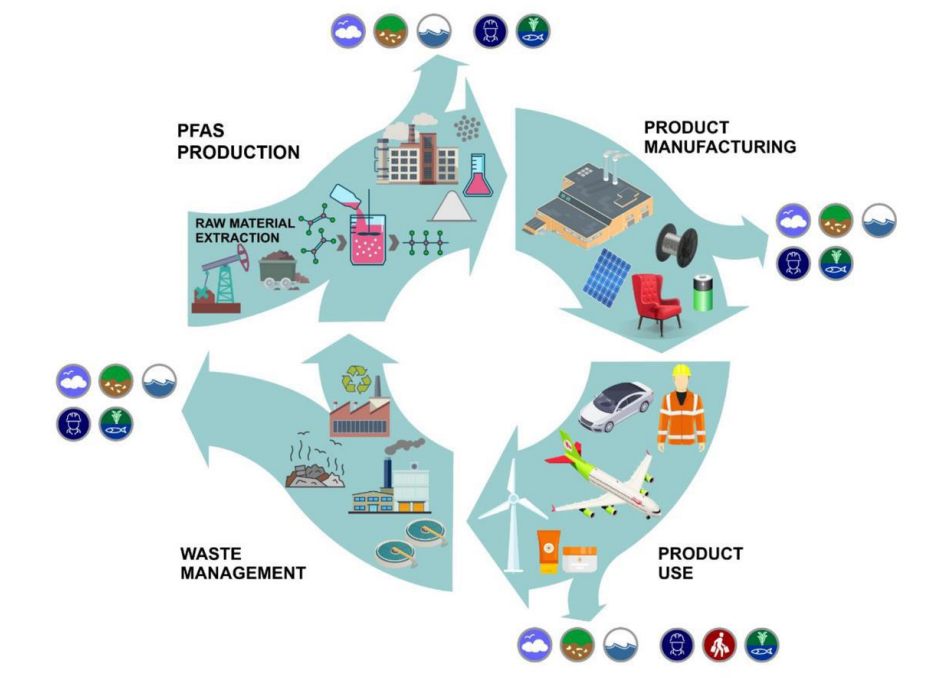 PFAS
PRODUCTION
PRODUCT
MANUFACTURING
RAW MATERIAL
EXTRACTION
WASTE
MANAGEMENT
PRODUCT
USE